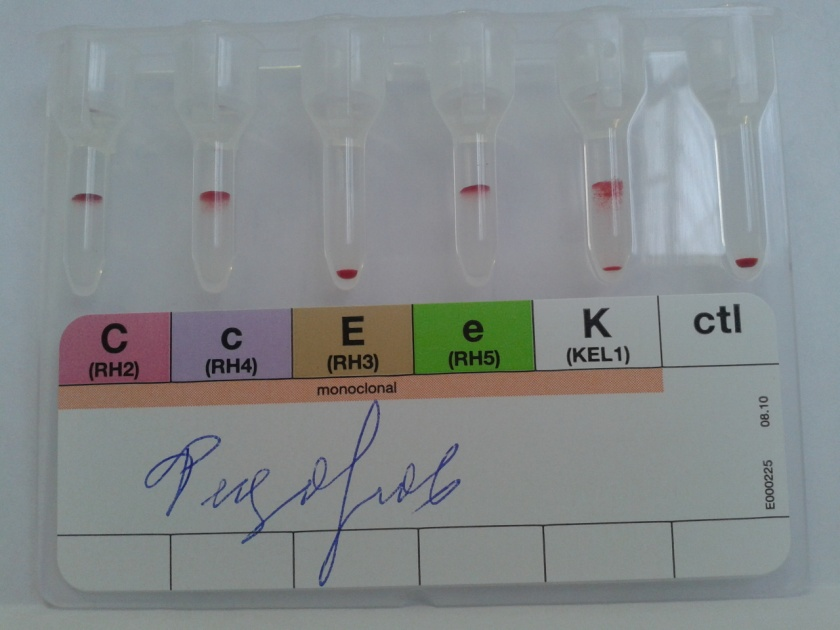 C c E e K ctl
(RH2) (RH4) (RH3) (RH5) (KEL1)
monoclonal
E000225 08.10